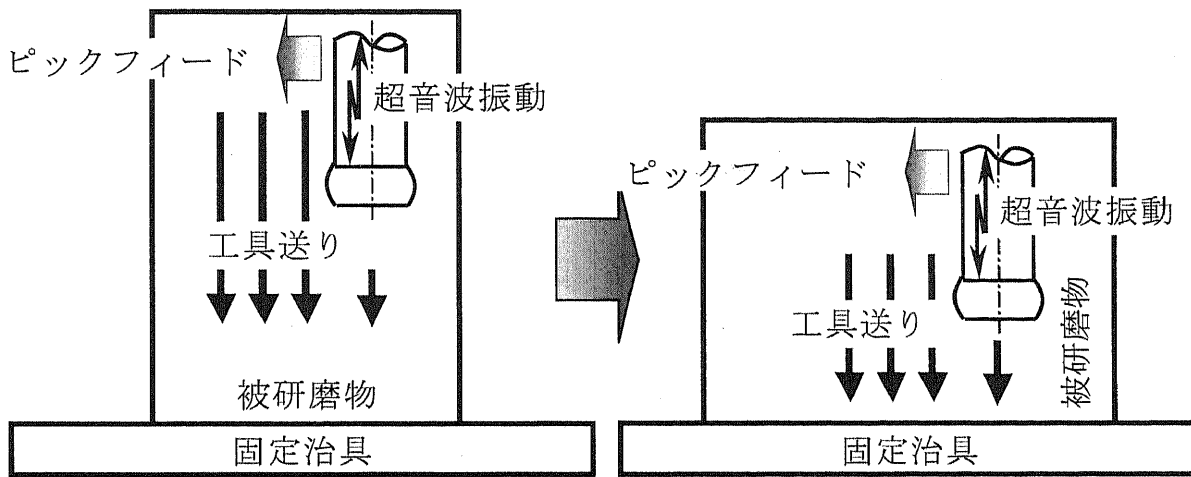 ピックフィード
超音波振動
工具送り
被研磨物
固定治具
ピックフィード
超音波振動
工具送り
被研磨物
固定治具